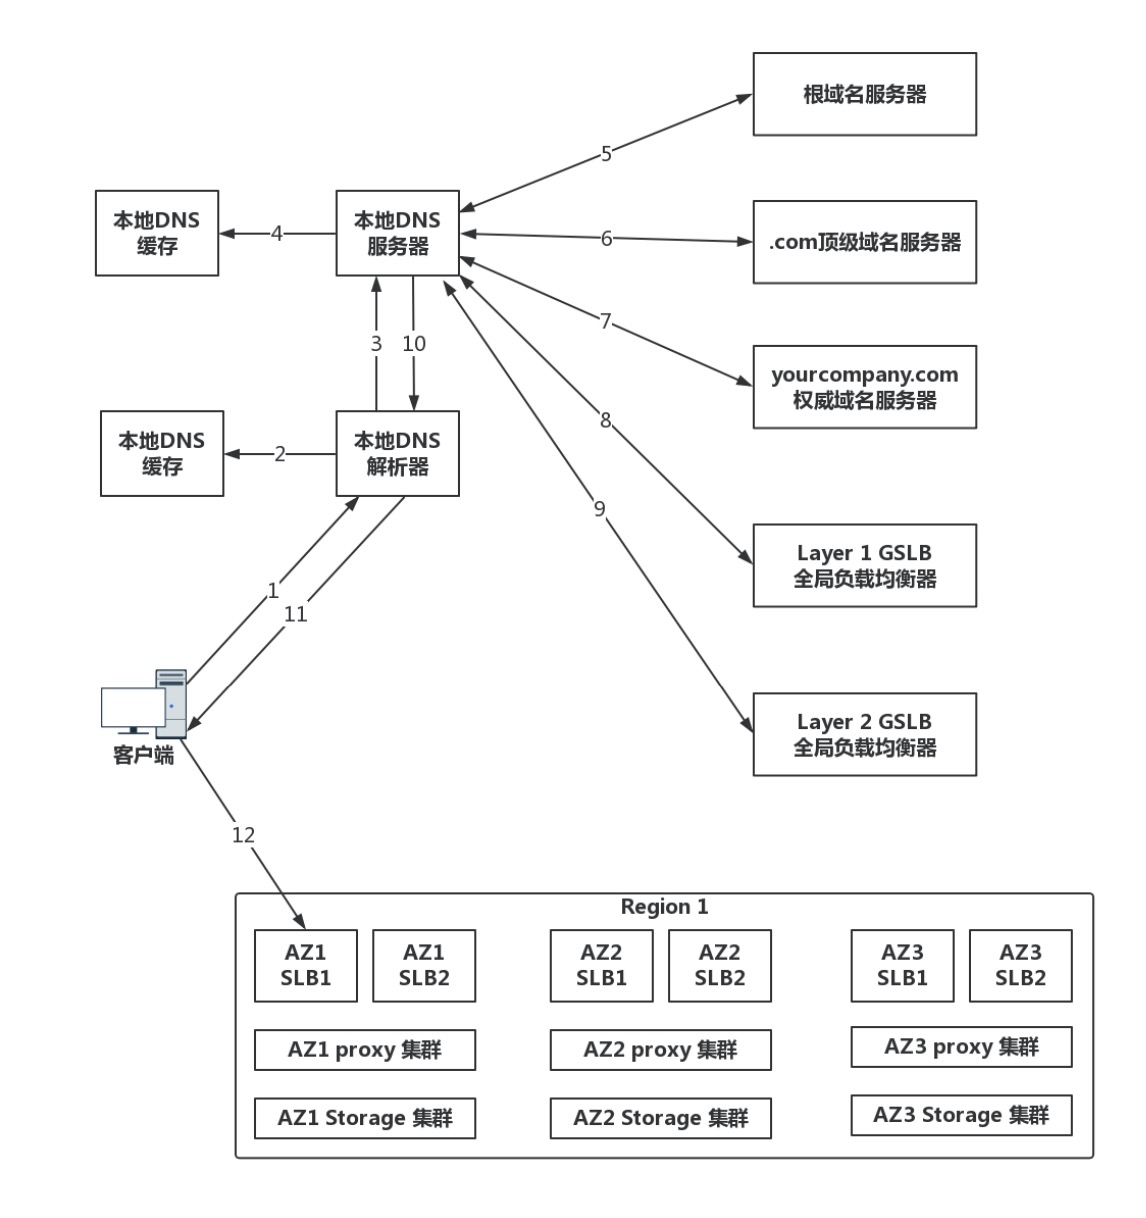 根域名服务器
5
本地DNS
缓存
4
本地DNS
服务器
6
.com顶级域名服务器
7
yourcompany.com
权威域名服务器
3
10
8
本地DNS
缓存
2
本地DNS
解析器
9
Layer 1 GSLB
全局负载均衡器
1
11
Layer 2 GSLB
全局负载均衡器
客户端
12
Region 1
AZ1
SLB1
AZ1
SLB2
AZ2
SLB1
AZ2
SLB2
AZ3
SLB1
AZ3
SLB2
AZ1 proxy 集群
AZ2 proxy 集群
AZ3 proxy 集群
AZ1 Storage 集群
AZ2 Storage 集群
AZ3 Storage 集群